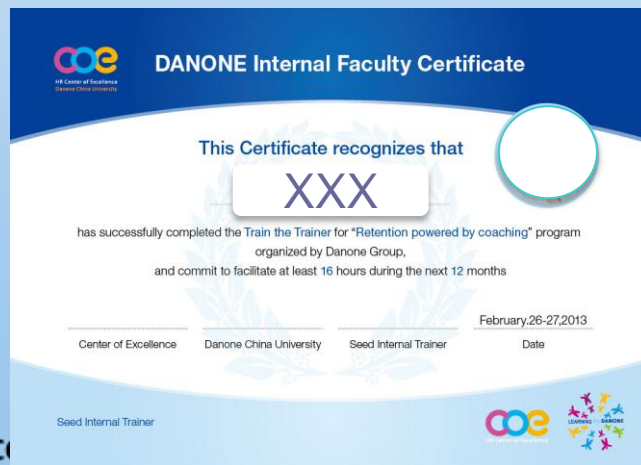 coe
HR Center of Excellence
Danone China University
DANONE Internal Faculty Certificate
This Certificate recognizes that
XXX
has successfully completed the Train the Trainer for “Retention powered by coaching” program
organized by Danone Group,
and commit to facilitate at least 16 hours during the next 12 months
February.26-27,2013
Center of Excellence
Danone China University
Seed Internal Trainer
Date
Seed Internal Trainer
coe
HR Center of Excellence
LEARNING DANONE